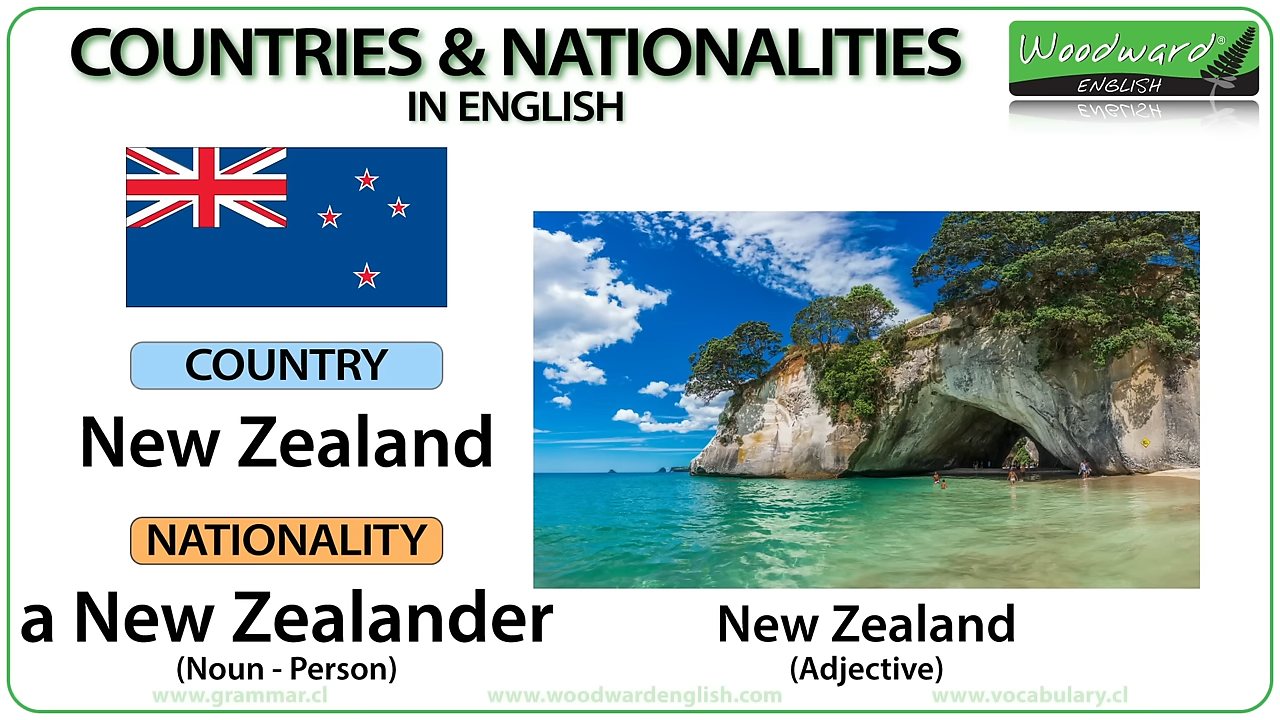 COUNTRIES & NATIONALITIES
IN ENGLISH
Woodward®
ENGLISH
COUNTRY
New Zealand
NATIONALITY
a New Zealander
(Noun - Person)
New Zealand
(Adjective)
www.grammar.cl
www.woodwardenglish.com
www.vocabulary.cl